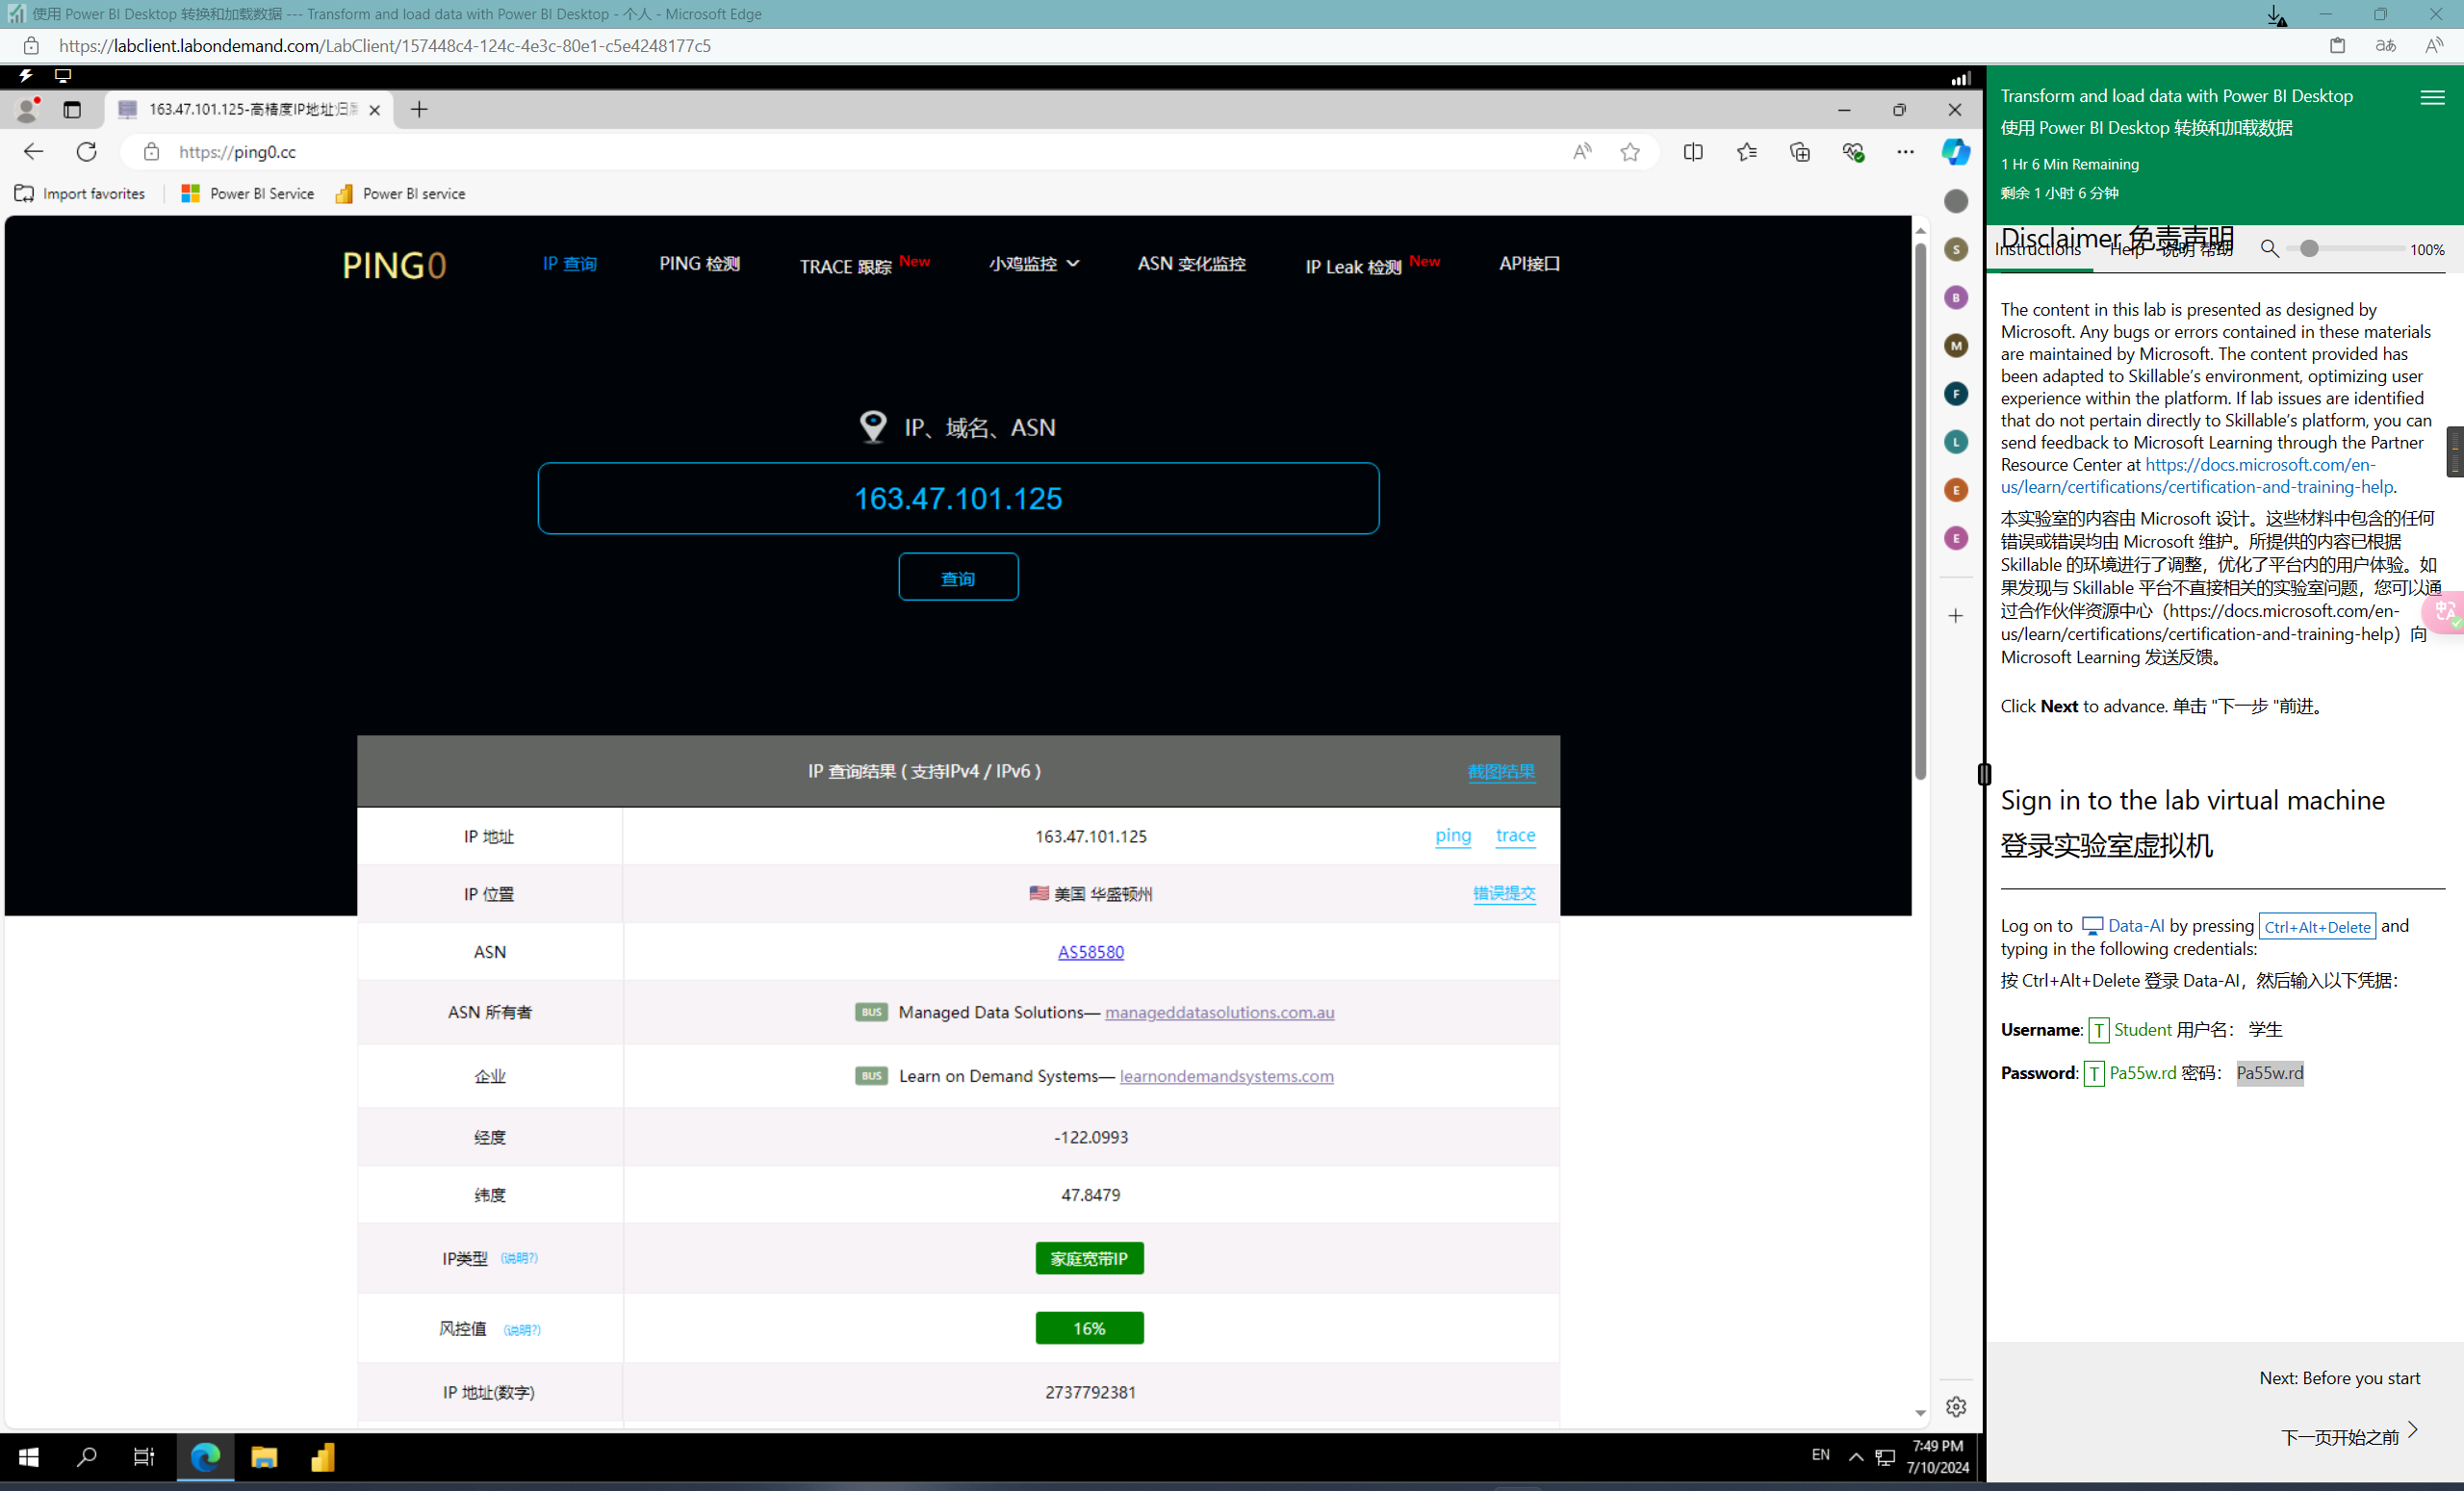 使用 Power BI Desktop 转换和加载数据 --- Transform and load data with Power BI Desktop - 个人 - Microsoft Edge
https://labclient.labondemand.com/LabClient/157448c4-124c-4e3c-80e1-c5e4248177c5
163.47.101.125-高精度IP地址归属
https://ping0.cc
Import favorites
Power BI Service
Power BI service
PING0
IP 查询
PING 检测
TRACE 跟踪 New
小鸡监控
ASN 变化监控
IP Leak 检测 New
API接口
IP、域名、ASN
163.47.101.125
查询
IP 查询结果 ( 支持IPv4 / IPv6 )
截图结果
IP 地址
163.47.101.125
ping
trace
IP 位置
美国 华盛顿州
错误提交
ASN
AS58580
ASN 所有者
BUS Managed Data Solutions— manageddatasolutions.com.au
企业
BUS Learn on Demand Systems— learnondemandsystems.com
经度
-122.0993
纬度
47.8479
IP类型 (说明?)
家庭宽带IP
风控值 (说明?)
16%
IP 地址(数字)
2737792381
S
B
M
F
L
E
E
EN
7:49 PM
7/10/2024
Transform and load data with Power BI Desktop
使用 Power BI Desktop 转换和加载数据
1 Hr 6 Min Remaining
剩余 1 小时 6 分钟
Disclaimer 免责声明
Instructions
Help
说明 帮助
100%
The content in this lab is presented as designed by
Microsoft. Any bugs or errors contained in these materials
are maintained by Microsoft. The content provided has
been adapted to Skillable's environment, optimizing user
experience within the platform. If lab issues are identified
that do not pertain directly to Skillable's platform, you can
send feedback to Microsoft Learning through the Partner
Resource Center at https://docs.microsoft.com/en-
us/learn/certifications/certification-and-training-help.
本实验室的内容由 Microsoft 设计。这些材料中包含的任何
错误或错误均由 Microsoft 维护。所提供的内容已根据
Skillable 的环境进行了调整，优化了平台内的用户体验。如
果发现与 Skillable 平台不直接相关的实验室问题，您可以通
过合作伙伴资源中心（https://docs.microsoft.com/en-
us/learn/certifications/certification-and-training-help）向
Microsoft Learning 发送反馈。
Click Next to advance. 单击 "下一步 "前进。
Sign in to the lab virtual machine
登录实验室虚拟机
Log on to Data-AI by pressing Ctrl+Alt+Delete and
typing in the following credentials:
按 Ctrl+Alt+Delete 登录 Data-AI，然后输入以下凭据：
Username: T Student 用户名： 学生
Password: T Pa55w.rd 密码： Pa55w.rd
Next: Before you start
下一页开始之前